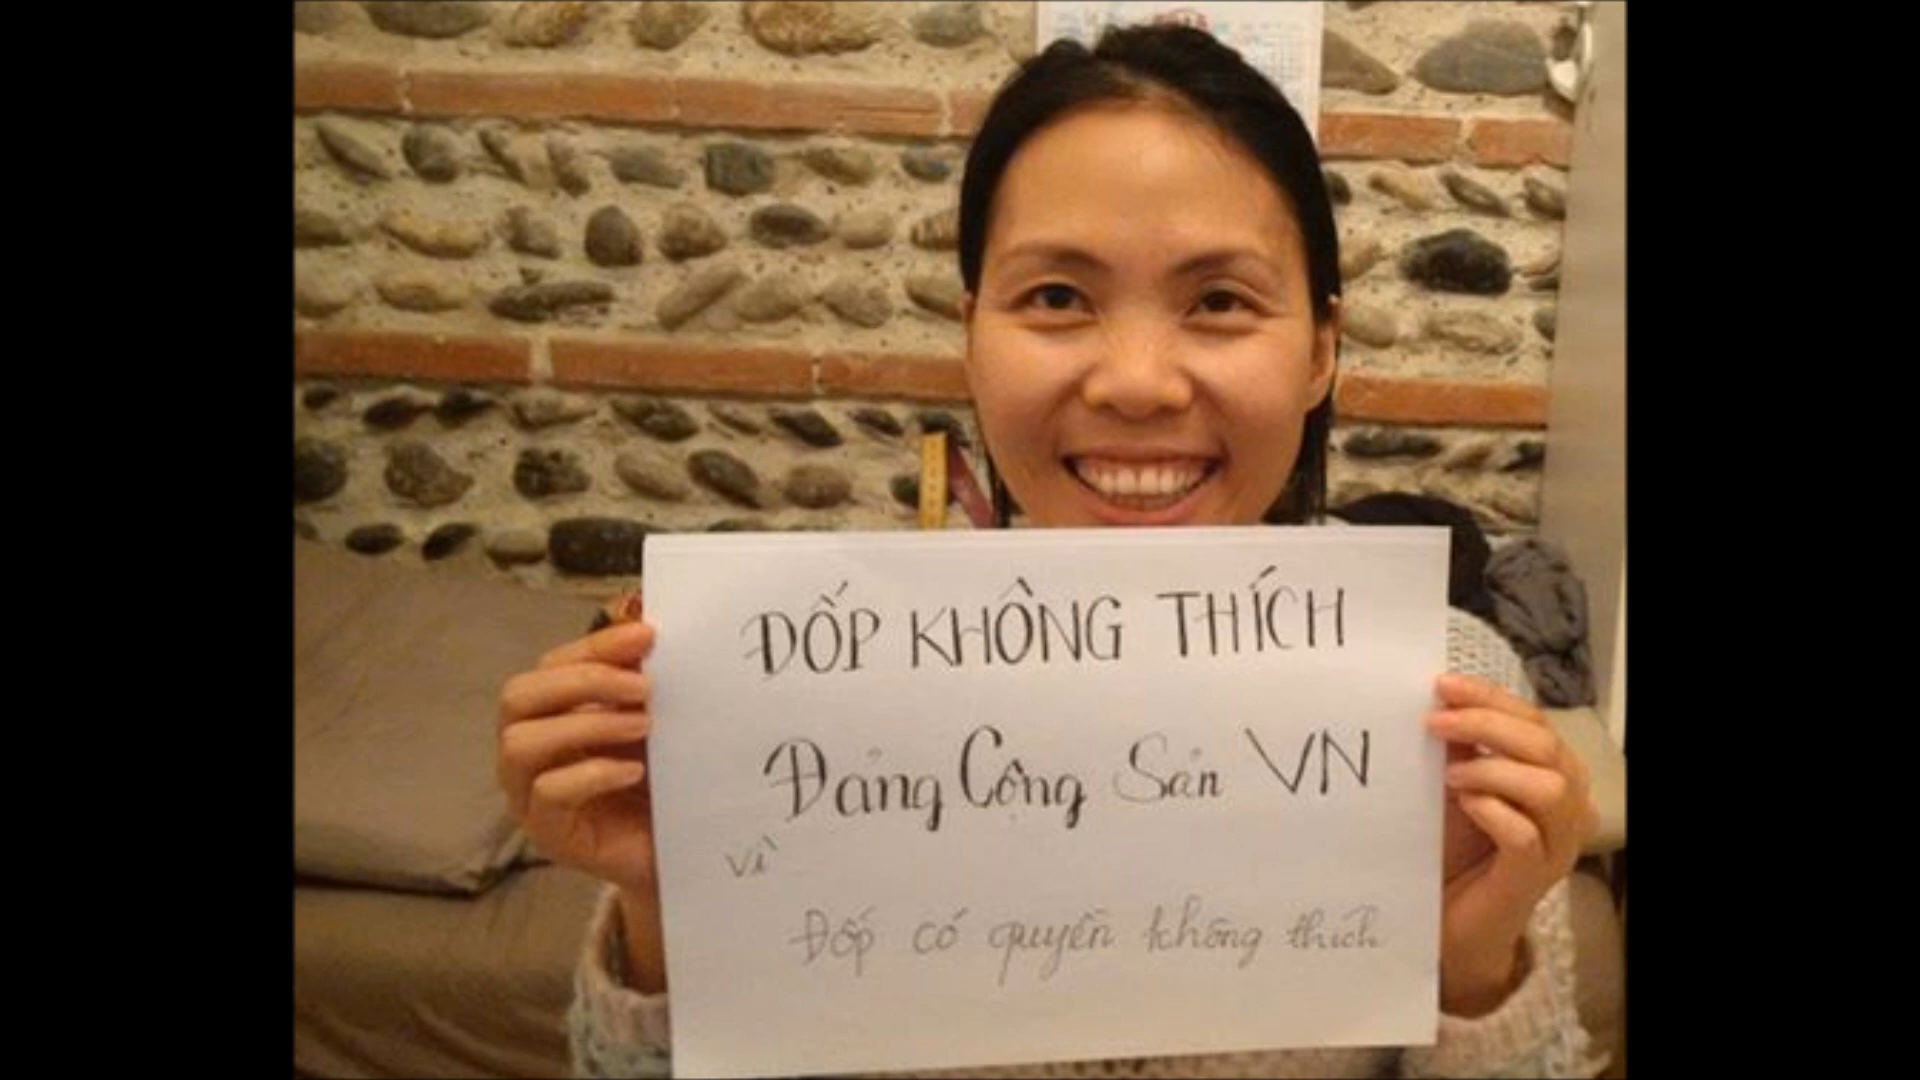 ĐỐP KHÔNG THÍCH
Đảng Cộng Sản VN
vì
Đốp có quyền không thích